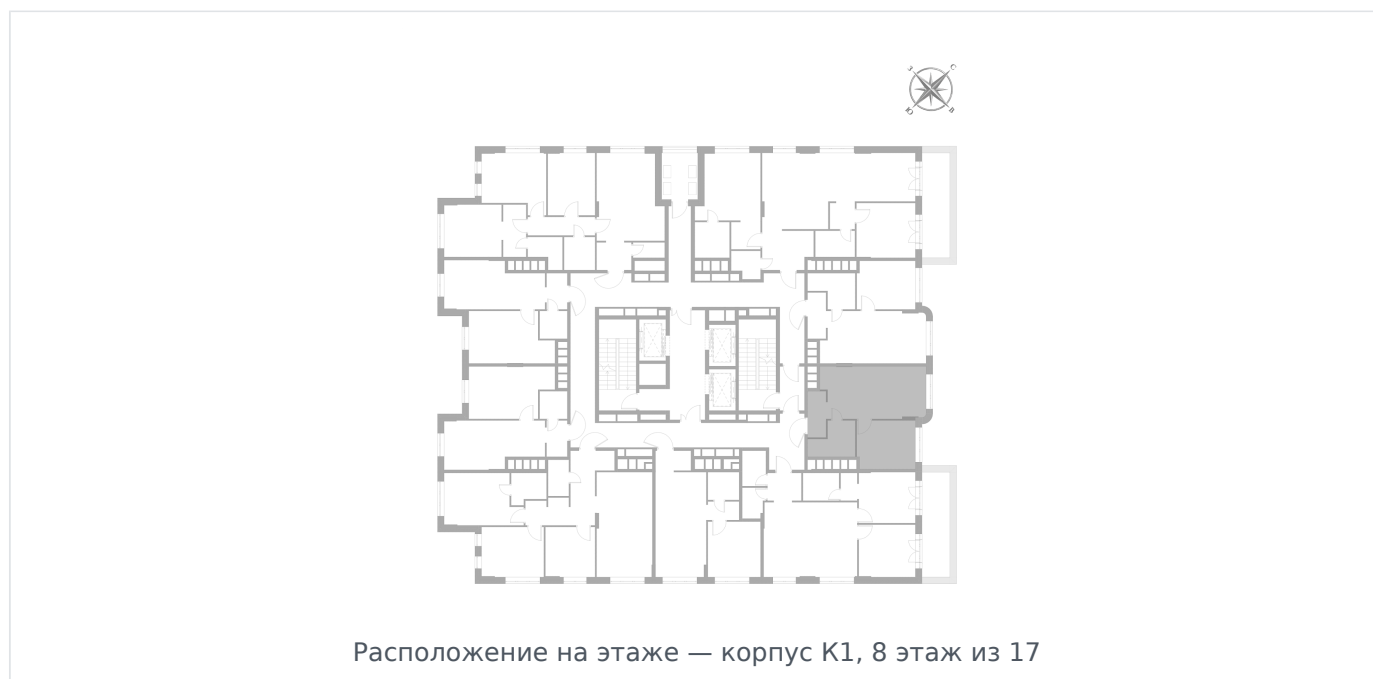 З С
Ю В
Расположение на этаже — корпус К1, 8 этаж из 17